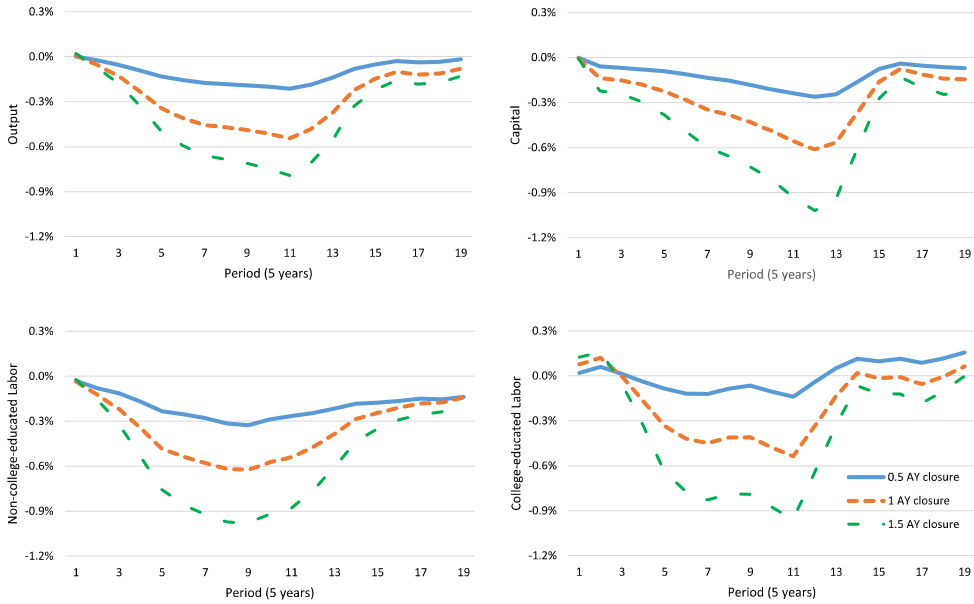 Output
0.3%
0.0%
-0.3%
-0.6%
-0.9%
-1.2%
1 3 5 7 9 11 13 15 17 19
Period (5 years)
Capital
0.3%
0.0%
-0.3%
-0.6%
-0.9%
-1.2%
1 3 5 7 9 11 13 15 17 19
Period (5 years)
Non-college-educated Labor
0.3%
0.0%
-0.3%
-0.6%
-0.9%
-1.2%
1 3 5 7 9 11 13 15 17 19
Period (5 years)
College-educated Labor
0.3%
0.0%
-0.3%
-0.6%
-0.9%
-1.2%
1 3 5 7 9 11 13 15 17 19
Period (5 years)
0.5 AY closure
1 AY closure
1.5 AY closure